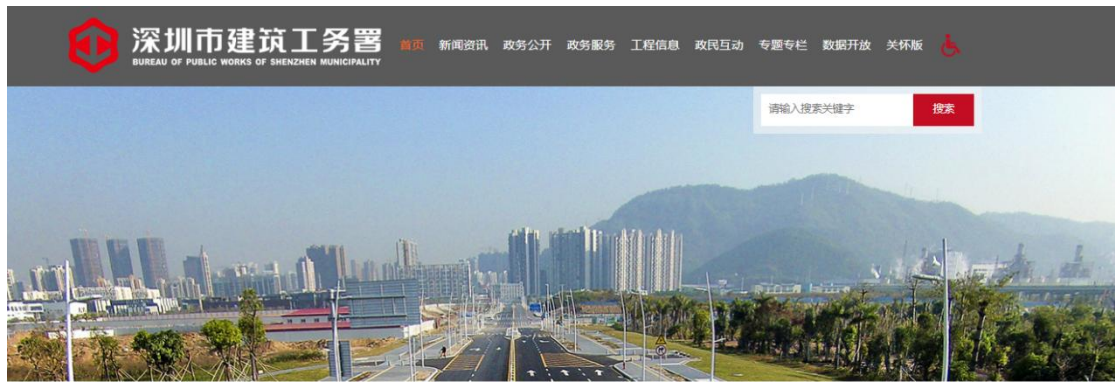 深圳市建筑工务署
BUREAU OF PUBLIC WORKS OF SHENZHEN MUNICIPALITY
首页 新闻资讯 政务公开 政务服务 工程信息 政民互动 专题专栏 数据开放 关怀版
请输入搜索关键字 搜索